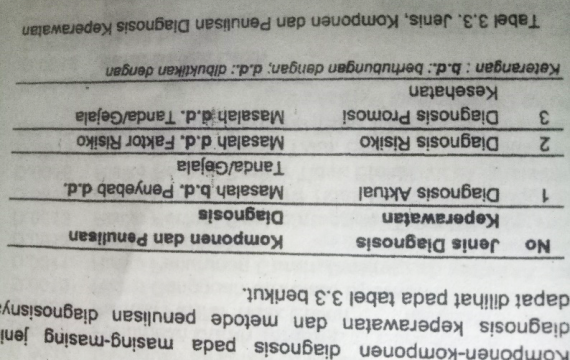 Komponen-komponen diagnosis pada masing-masing jeni
diagnosis keperawatan dan metode penulisan diagnosisnya
dapat dilihat pada tabel 3.3 berikut.
No Jenis Diagnosis Komponen dan Penulisan
Keperawatan Diagnosis
1 Diagnosis Aktual Masalah b.d. Penyebab d.d.
Tanda/Gejala
2 Diagnosis Risiko Masalah d.d. Faktor Risiko
3 Diagnosis Promosi Masalah d.d. Tanda/Gejala
Kesehatan
Keterangan : b.d.: berhubungan dengan; d.d.: dibuktikan dengan
Tabel 3.3. Jenis, Komponen dan Penulisan Diagnosis Keperawatan